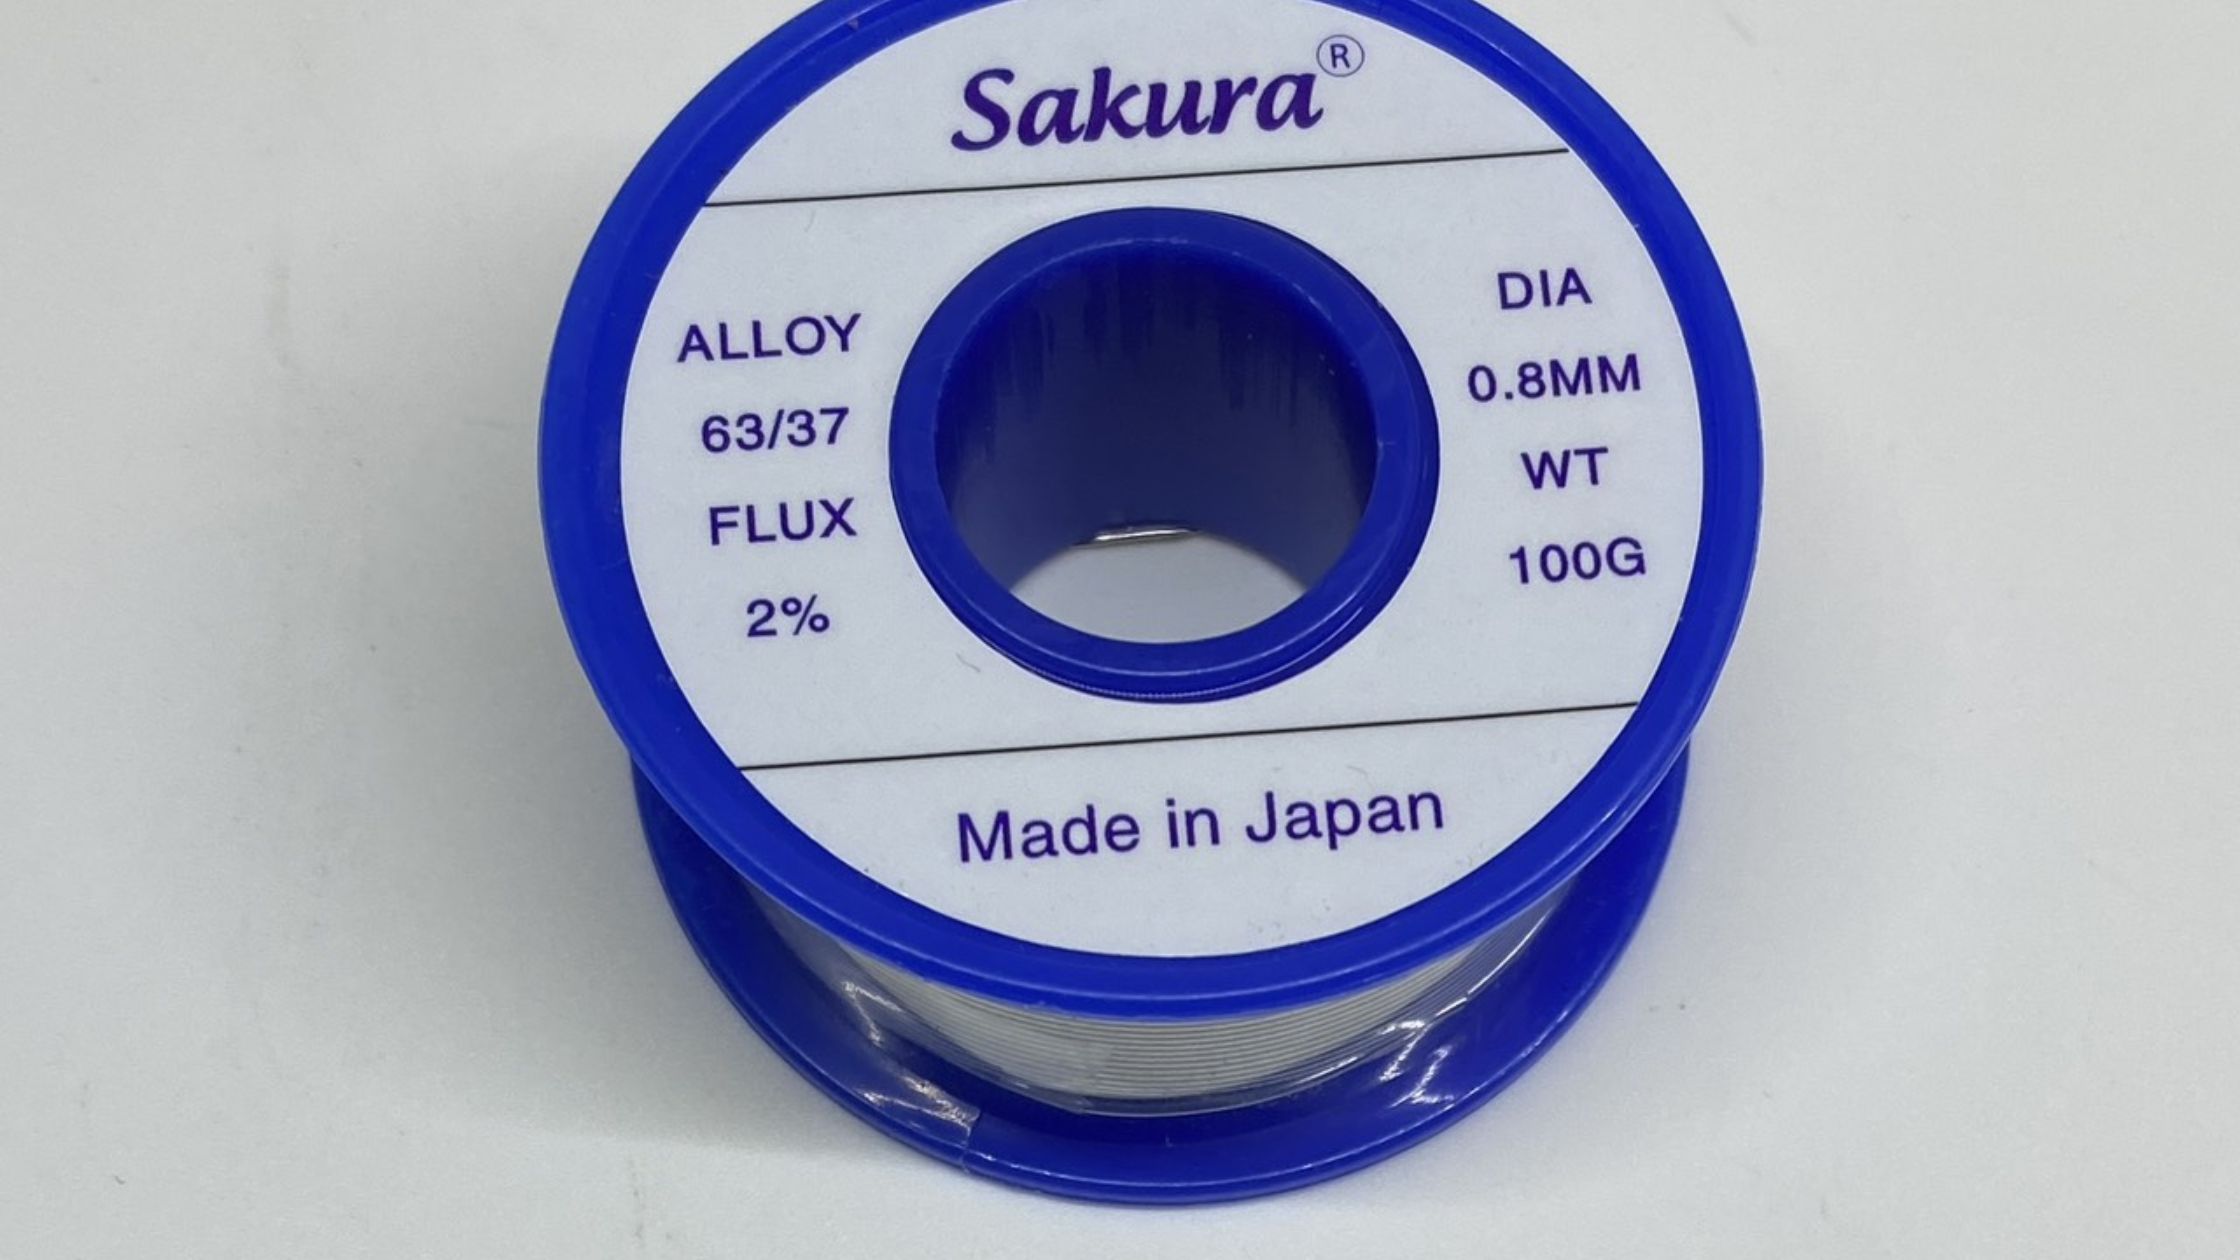 Sakura®
ALLOY
63/37
FLUX
2%
DIA
0.8MM
WT
100G
Made in Japan